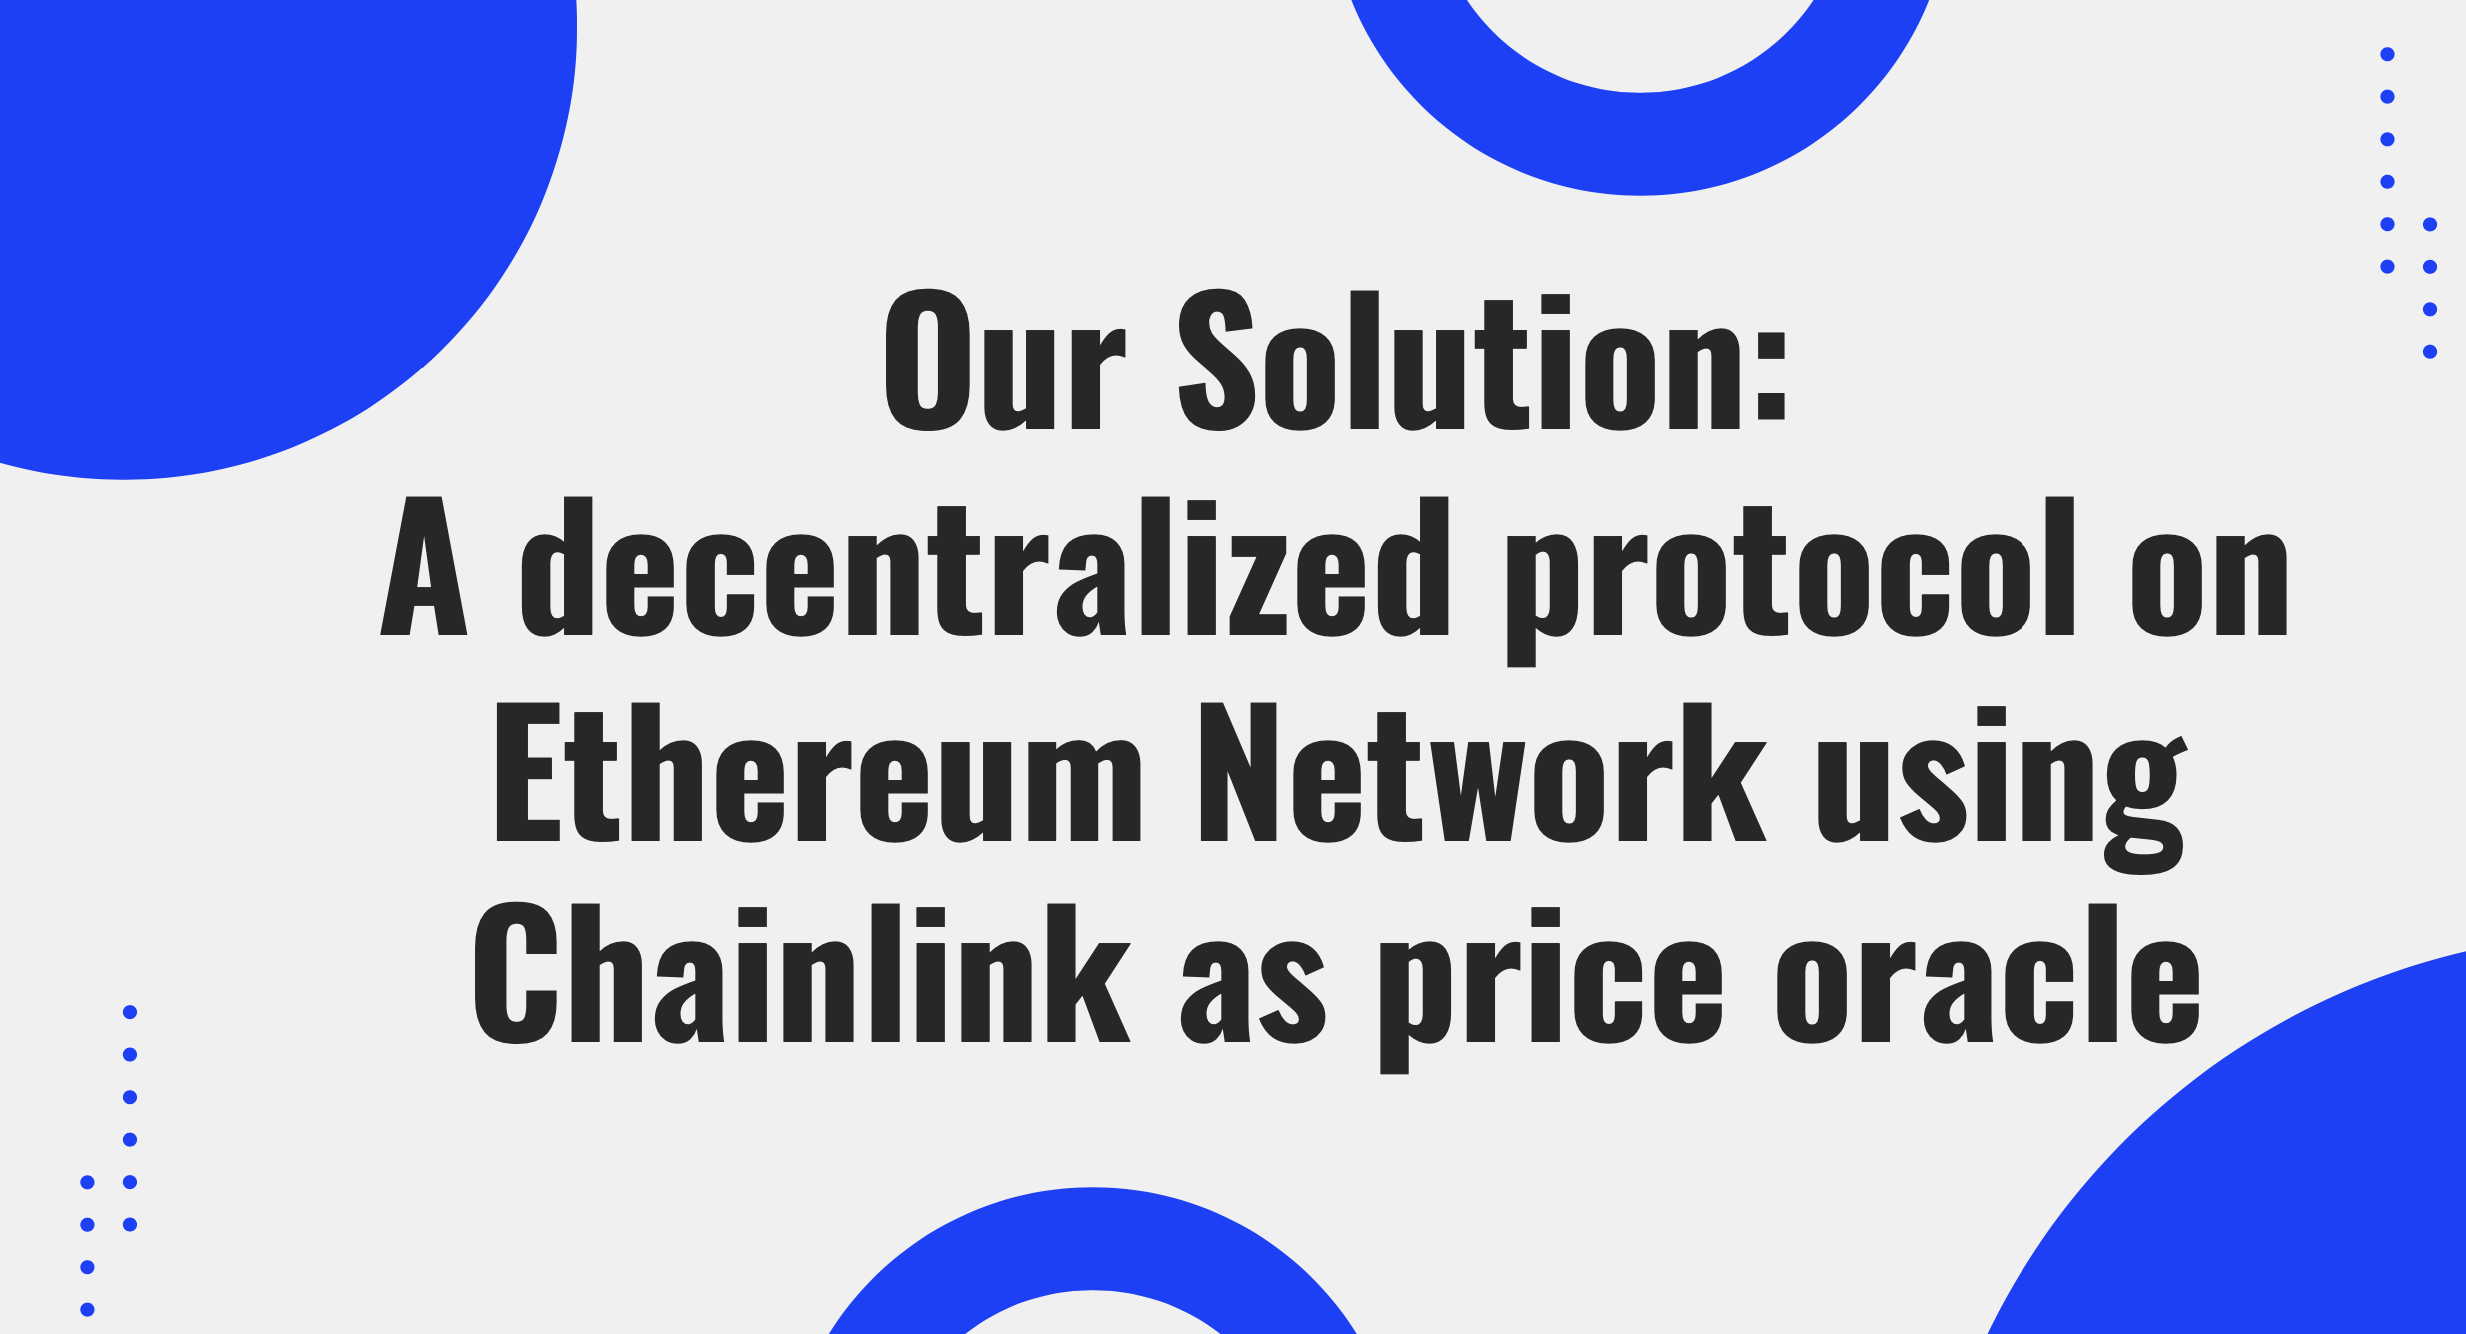 Our Solution:
A decentralized protocol on
Ethereum Network using
Chainlink as price oracle